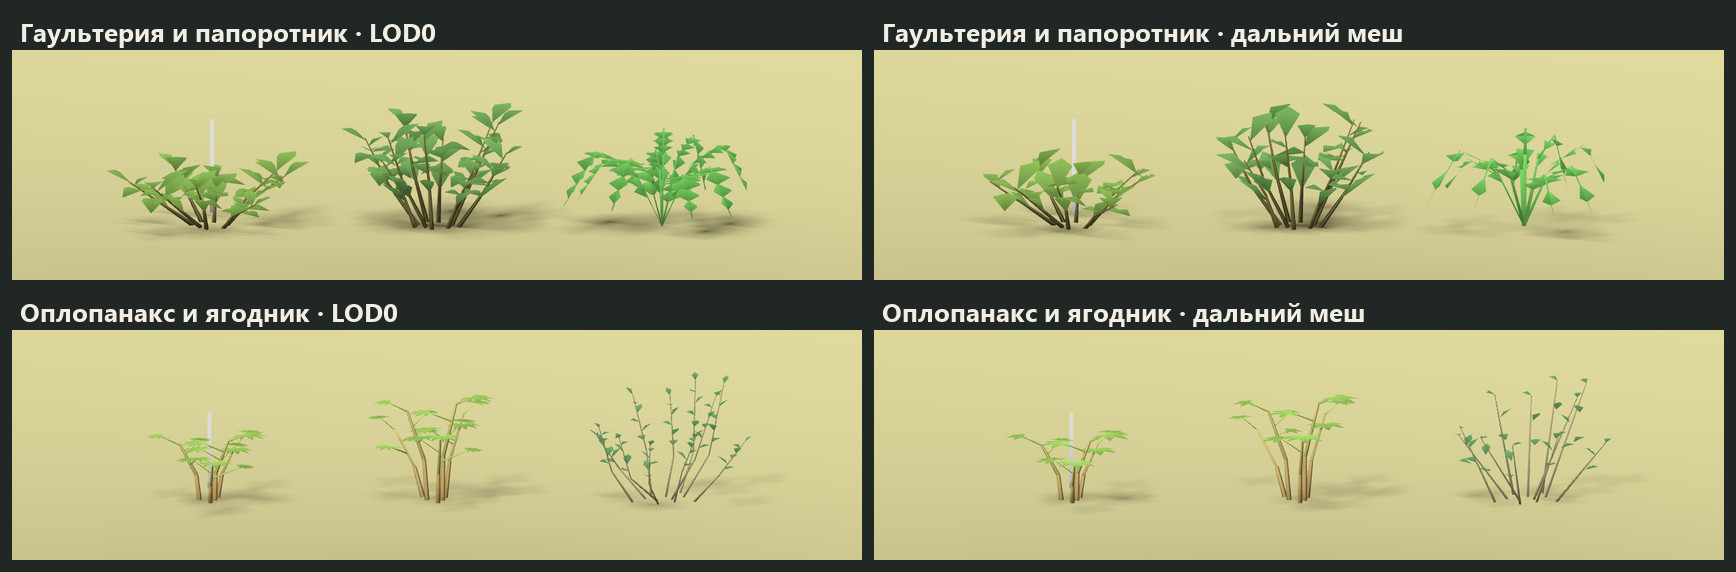 Гаультерия и папоротник · LOD0
Гаультерия и папоротник · дальний меш
Оплопанакс и ягодник · LOD0
Оплопанакс и ягодник · дальний меш